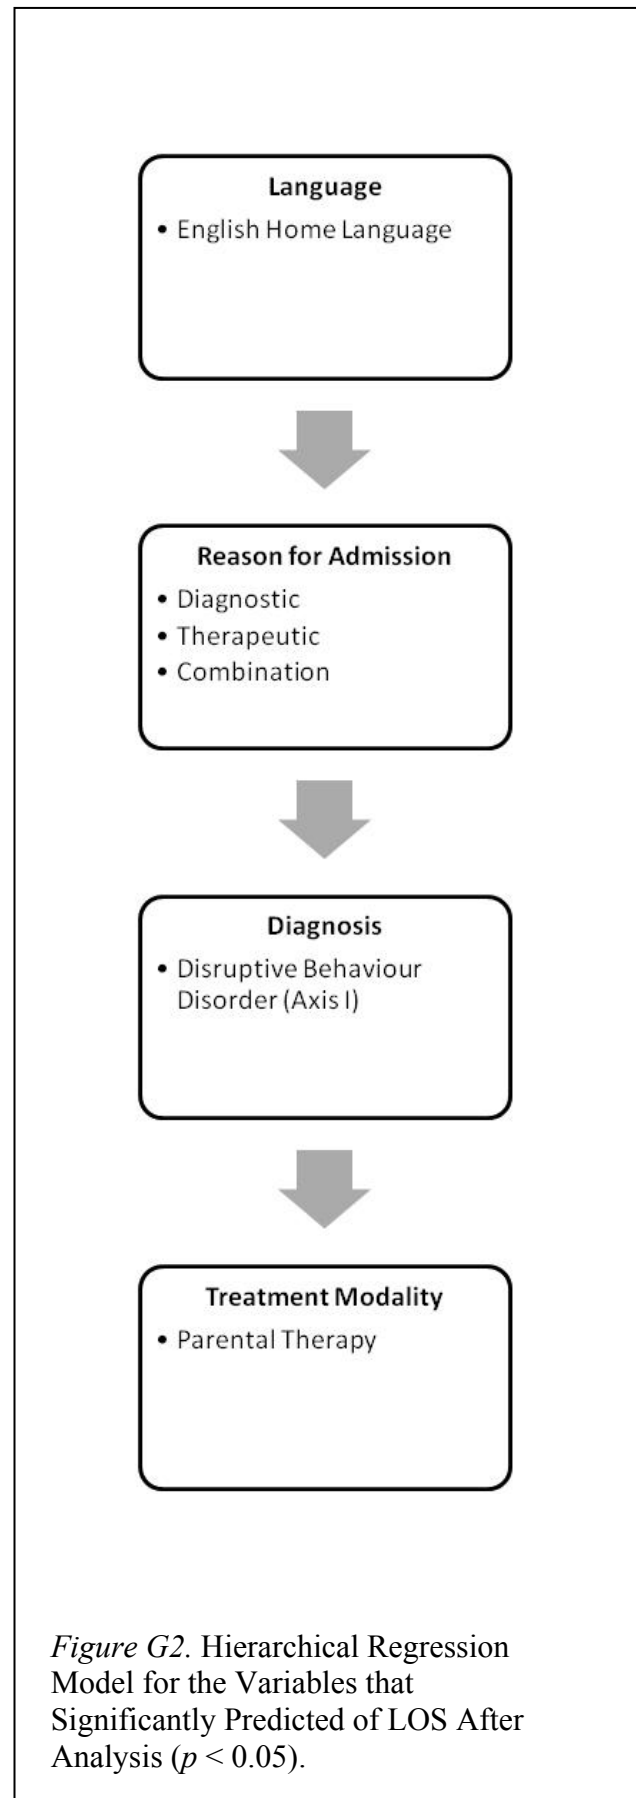 Language
• English Home Language
Reason for Admission
• Diagnostic
• Therapeutic
• Combination
Diagnosis
• Disruptive Behaviour
Disorder (Axis I)
Treatment Modality
• Parental Therapy
Figure G2. Hierarchical Regression
Model for the Variables that
Significantly Predicted of LOS After
Analysis (p < 0.05).